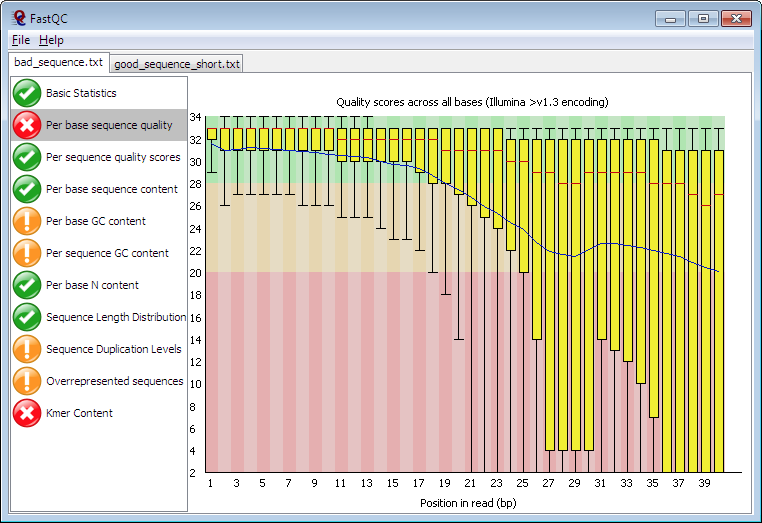 FastQC
File Help
bad_sequence.txt good_sequence_short.txt
Basic Statistics
Per base sequence quality
Per sequence quality scores
Per base sequence content
Per base GC content
Per sequence GC content
Per base N content
Sequence Length Distribution
Sequence Duplication Levels
Overrepresented sequences
Kmer Content
Quality scores across all bases (Illumina >v1.3 encoding)
34
32
30
28
26
24
22
20
18
16
14
12
10
8
6
4
2
1 3 5 7 9 11 13 15 17 19 21 23 25 27 29 31 33 35 37 39
Position in read (bp)